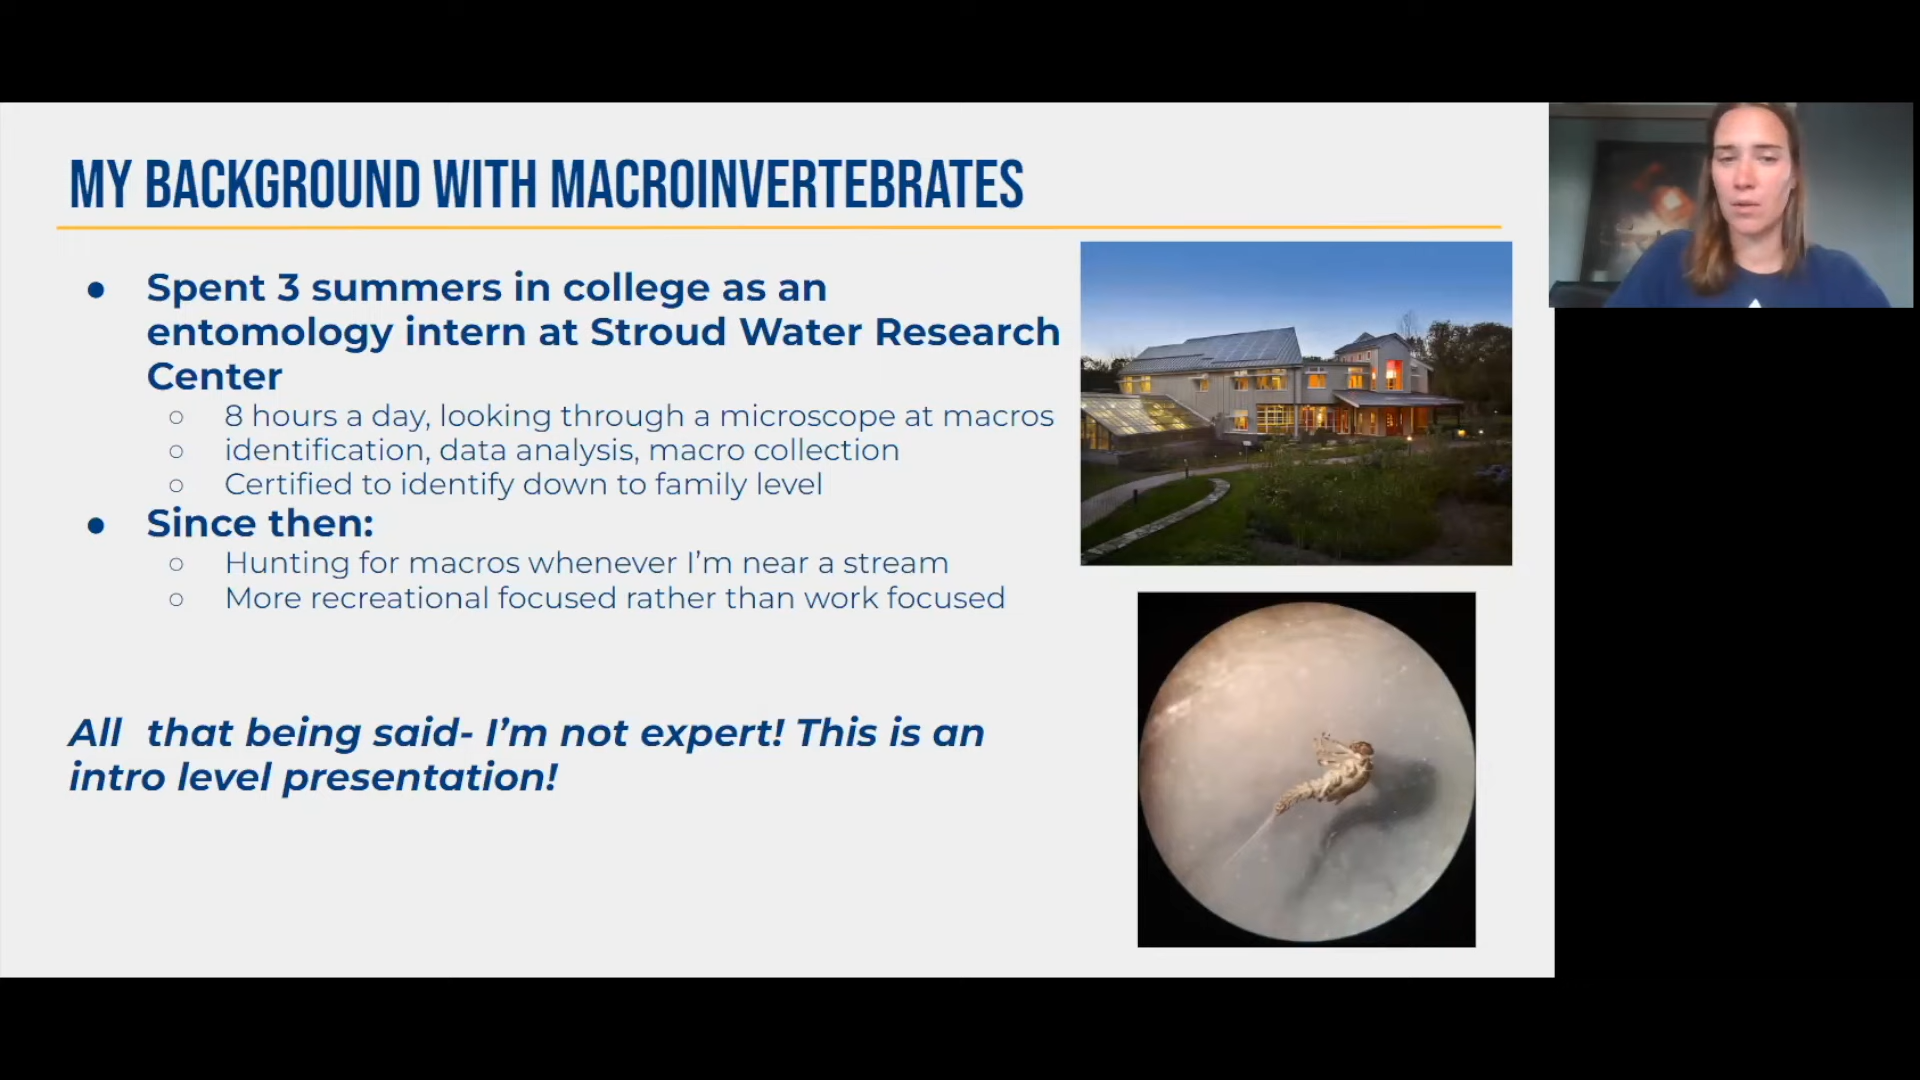 MY BACKGROUND WITH MACROINVERTEBRATES
● Spent 3 summers in college as an
entomology intern at Stroud Water Research
Center
○ 8 hours a day, looking through a microscope at macros
○ identification, data analysis, macro collection
○ Certified to identify down to family level
● Since then:
○ Hunting for macros whenever I’m near a stream
○ More recreational focused rather than work focused
All that being said- I’m not expert! This is an
intro level presentation!